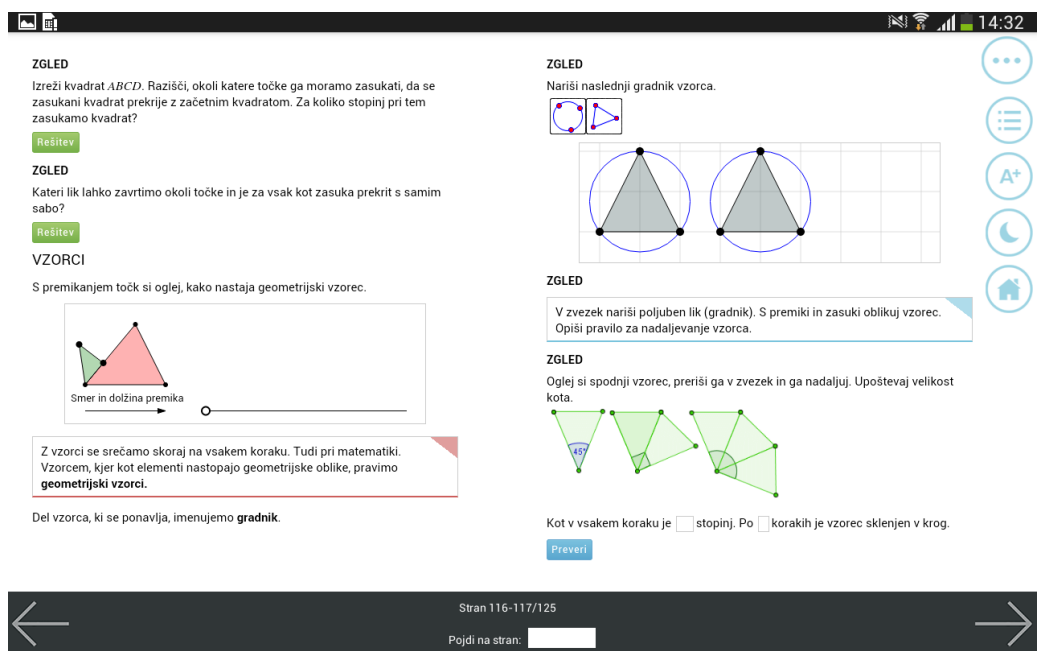 14:32
ZGLED
Izreži kvadrat ABCD. Razišči, okoli katere točke ga moramo zasukati, da se
zasukani kvadrat prekrije z začetnim kvadratom. Za koliko stopinj pri tem
zasukamo kvadrat?
Rešitev
ZGLED
Kateri lik lahko zavrtimo okoli točke in je za vsak kot zasuka prekrit s samim
sabo?
Rešitev
VZORCI
S premikanjem točk si oglej, kako nastaja geometrijski vzorec.
Smer in dolžina premika
Z vzorci se srečamo skoraj na vsakem koraku. Tudi pri matematiki.
Vzorcem, kjer kot elementi nastopajo geometrijske oblike, pravimo
geometrijski vzorci.
Del vzorca, ki se ponavlja, imenujemo gradnik.
ZGLED
Nariši naslednji gradnik vzorca.
ZGLED
V zvezek nariši poljuben lik (gradnik). S premiki in zasuki oblikuj vzorec.
Opiši pravilo za nadaljevanje vzorca.
ZGLED
Oglej si spodnji vzorec, preriši ga v zvezek in ga nadaljuj. Upoštevaj velikost
kota.
45°
Kot v vsakem koraku je stopinj. Po korakih je vzorec sklenjen v krog.
Preveri
A+
Stran 116-117/125
Pojdi na stran: